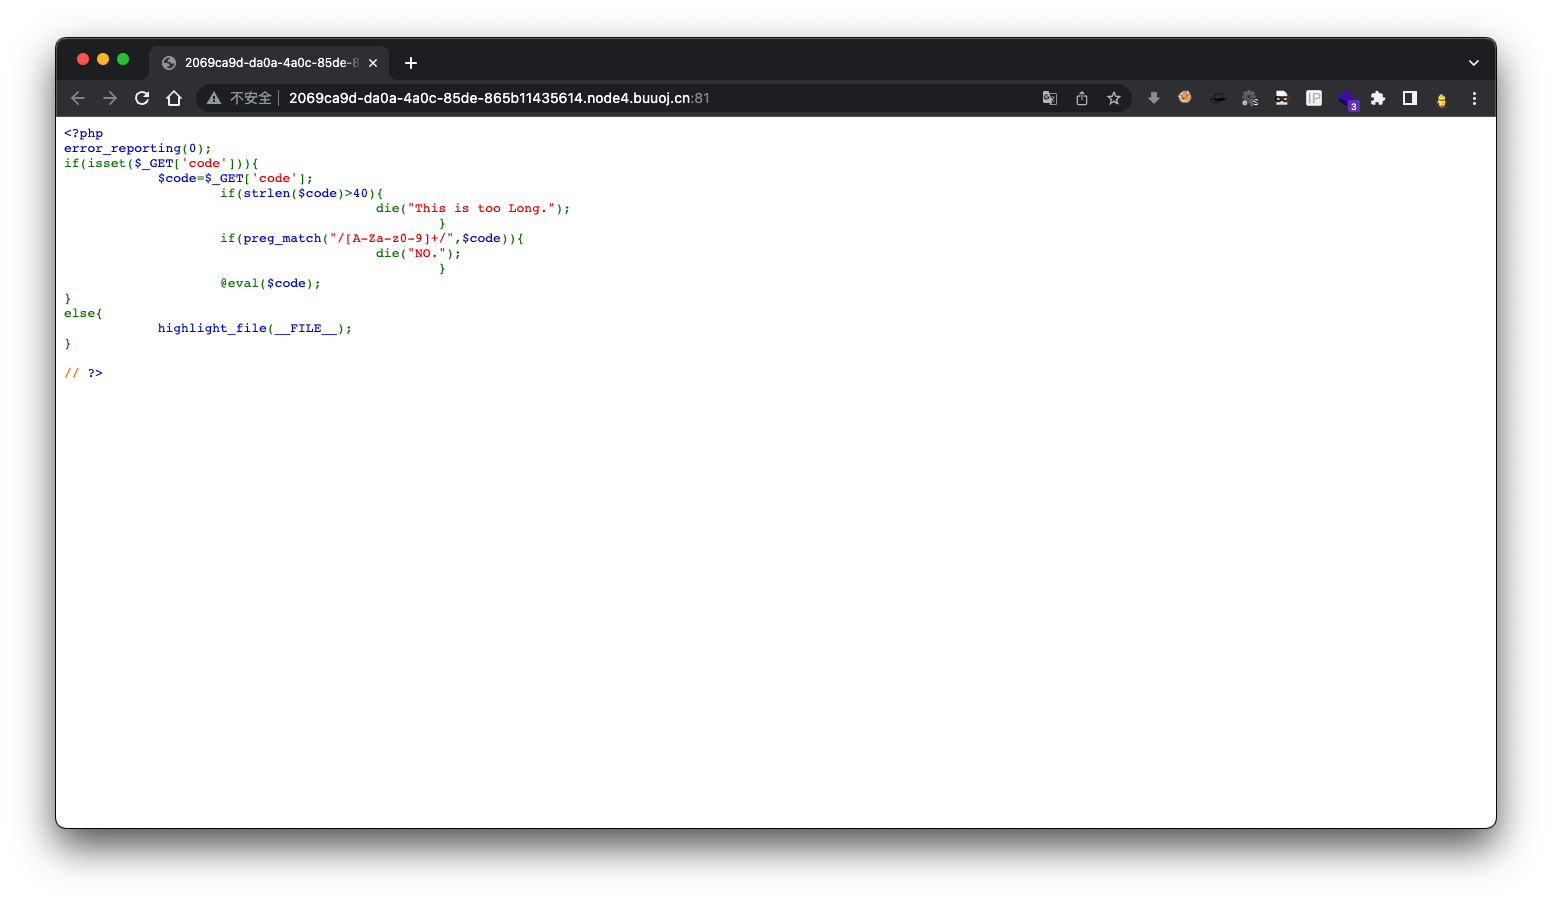 2069ca9d-da0a-4a0c-85de-8
不安全 2069ca9d-da0a-4a0c-85de-865b11435614.node4.buuoj.cn:81
IP
3
<?php
error_reporting(0);
if(isset($_GET['code'])){
$code=$_GET['code'];
if(strlen($code)>40){
die("This is too Long.");
}
if(preg_match("/[A-Za-z0-9]+/",$code)){
die("NO.");
}
@eval($code);
}
else{
highlight_file(__FILE__);
}
// ?>